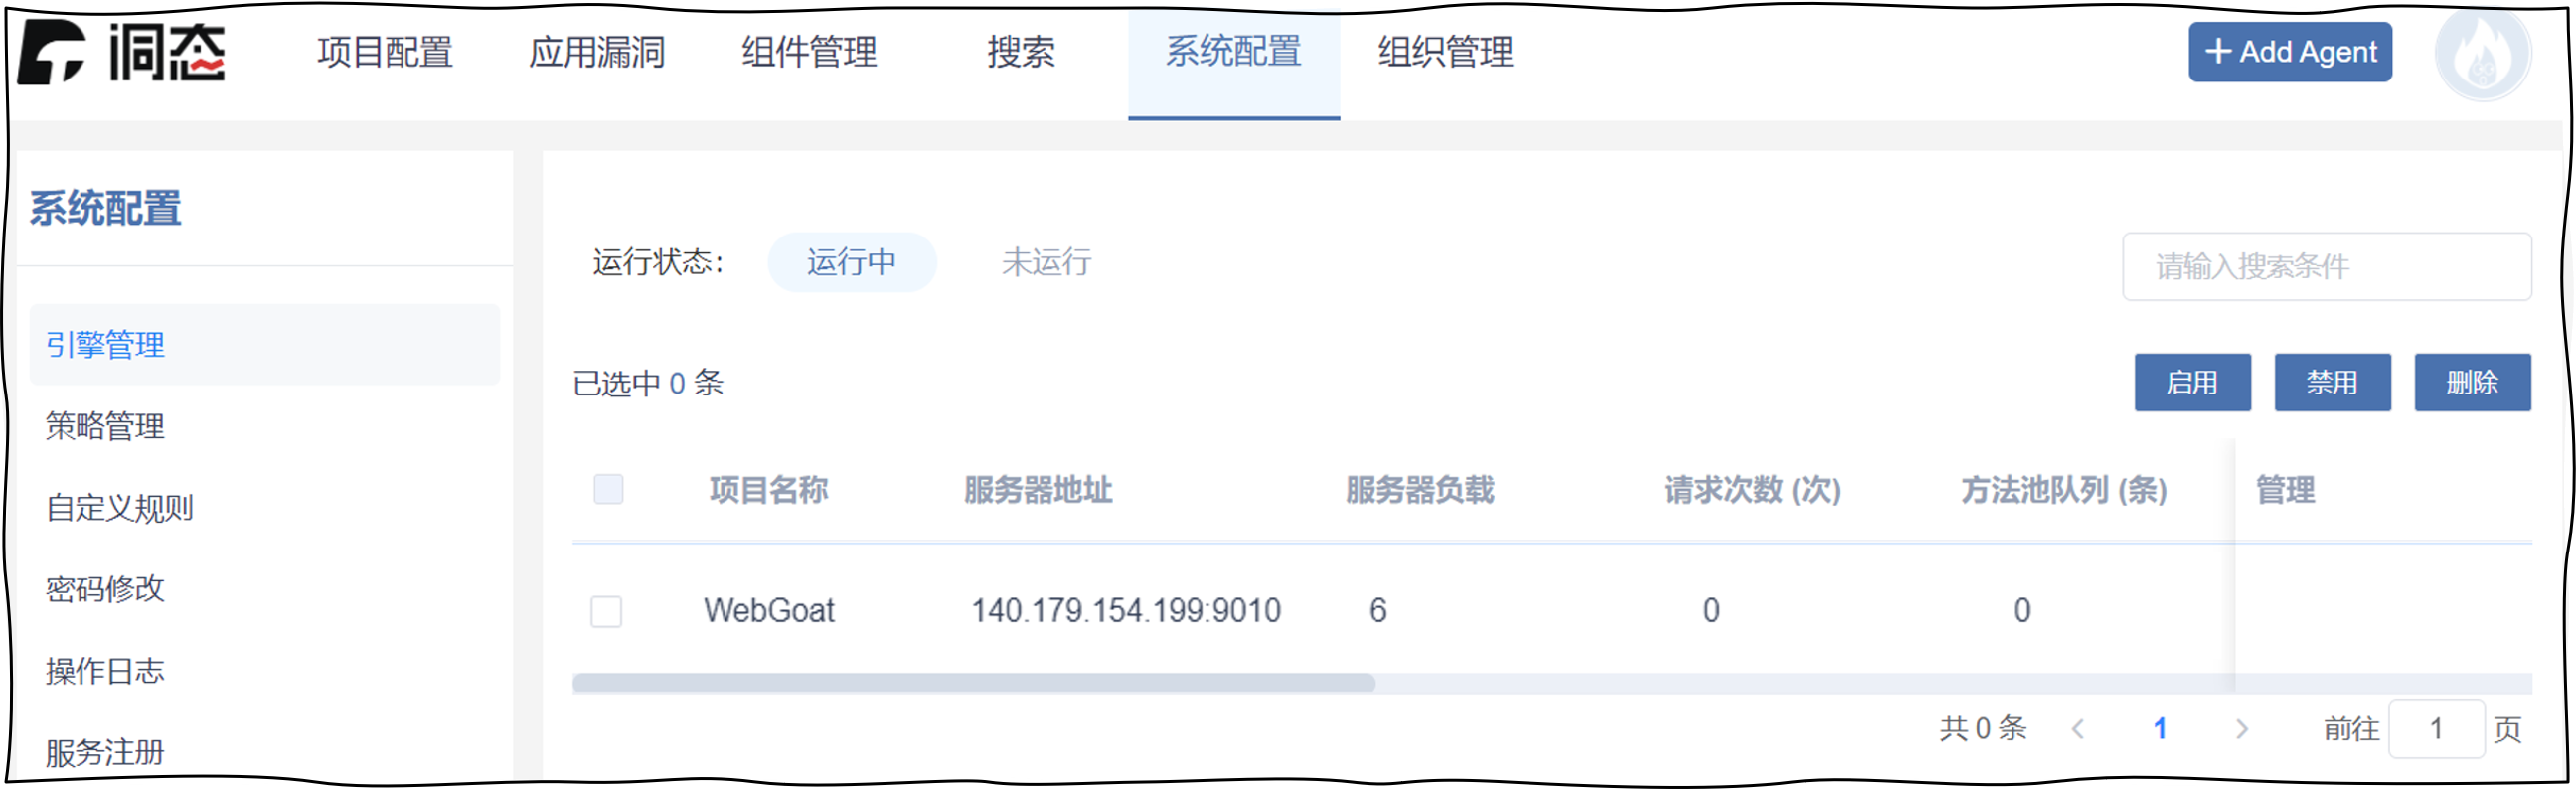 洞态 项目配置 应用漏洞 组件管理 搜索 系统配置 组织管理 + Add Agent
系统配置
运行状态： 运行中 未运行 请输入搜索条件
引擎管理
已选中 0 条 启用 禁用 删除
策略管理
项目名称 服务器地址 服务器负载 请求次数 (次) 方法池队列 (条) 管理
自定义规则
密码修改
WebGoat 140.179.154.199:9010 6 0 0
操作日志
共 0 条 < 1 > 前往 1 页
服务注册